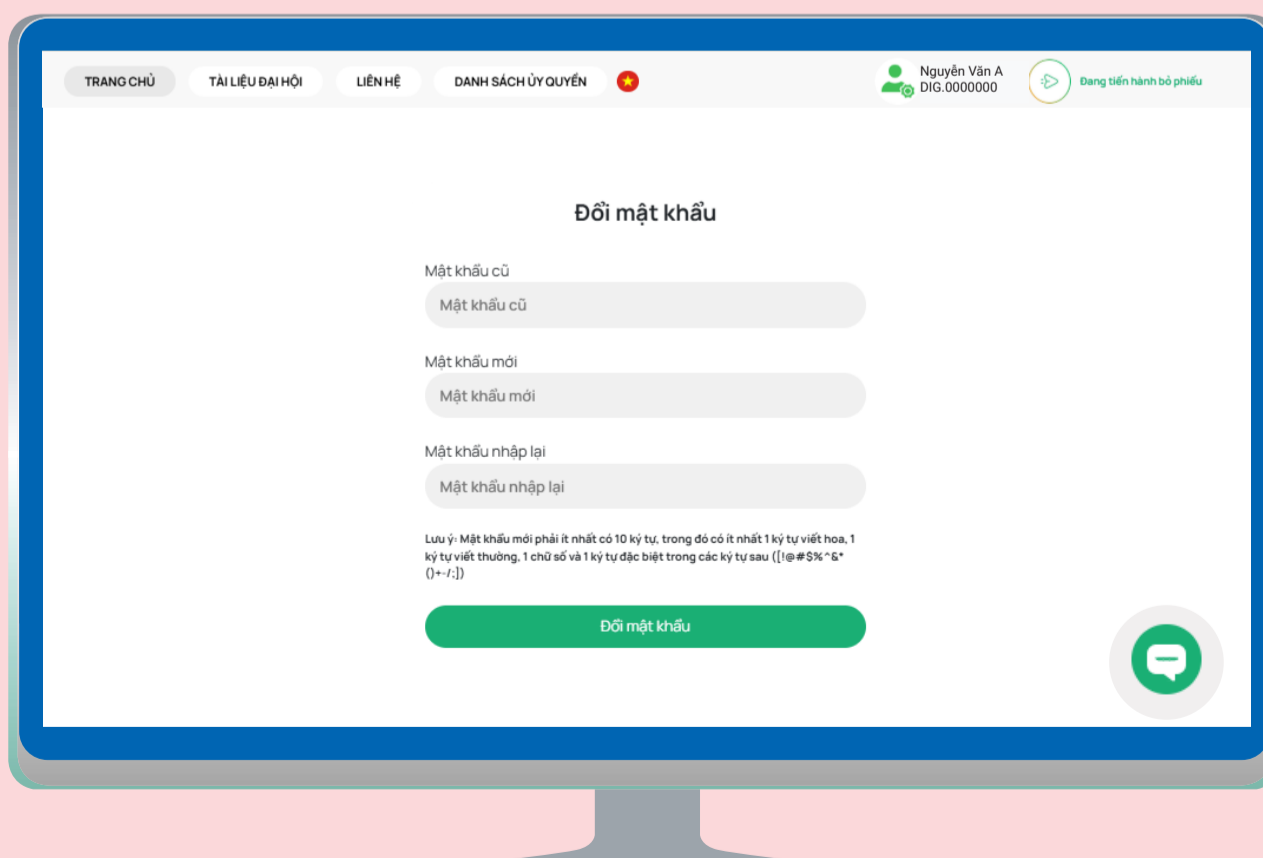 TRANG CHỦ
TÀI LIỆU ĐẠI HỘI
LIÊN HỆ
DANH SÁCH ỦY QUYỀN
Nguyễn Văn A
DIG.0000000
Đang tiến hành bỏ phiếu
Đổi mật khẩu
Mật khẩu cũ
Mật khẩu cũ
Mật khẩu mới
Mật khẩu mới
Mật khẩu nhập lại
Mật khẩu nhập lại
Lưu ý: Mật khẩu mới phải ít nhất có 10 ký tự, trong đó có ít nhất 1 ký tự viết hoa, 1
ký tự viết thường, 1 chữ số và 1 ký tự đặc biệt trong các ký tự sau ([!@#$%^&*
()+-/;])
Đổi mật khẩu